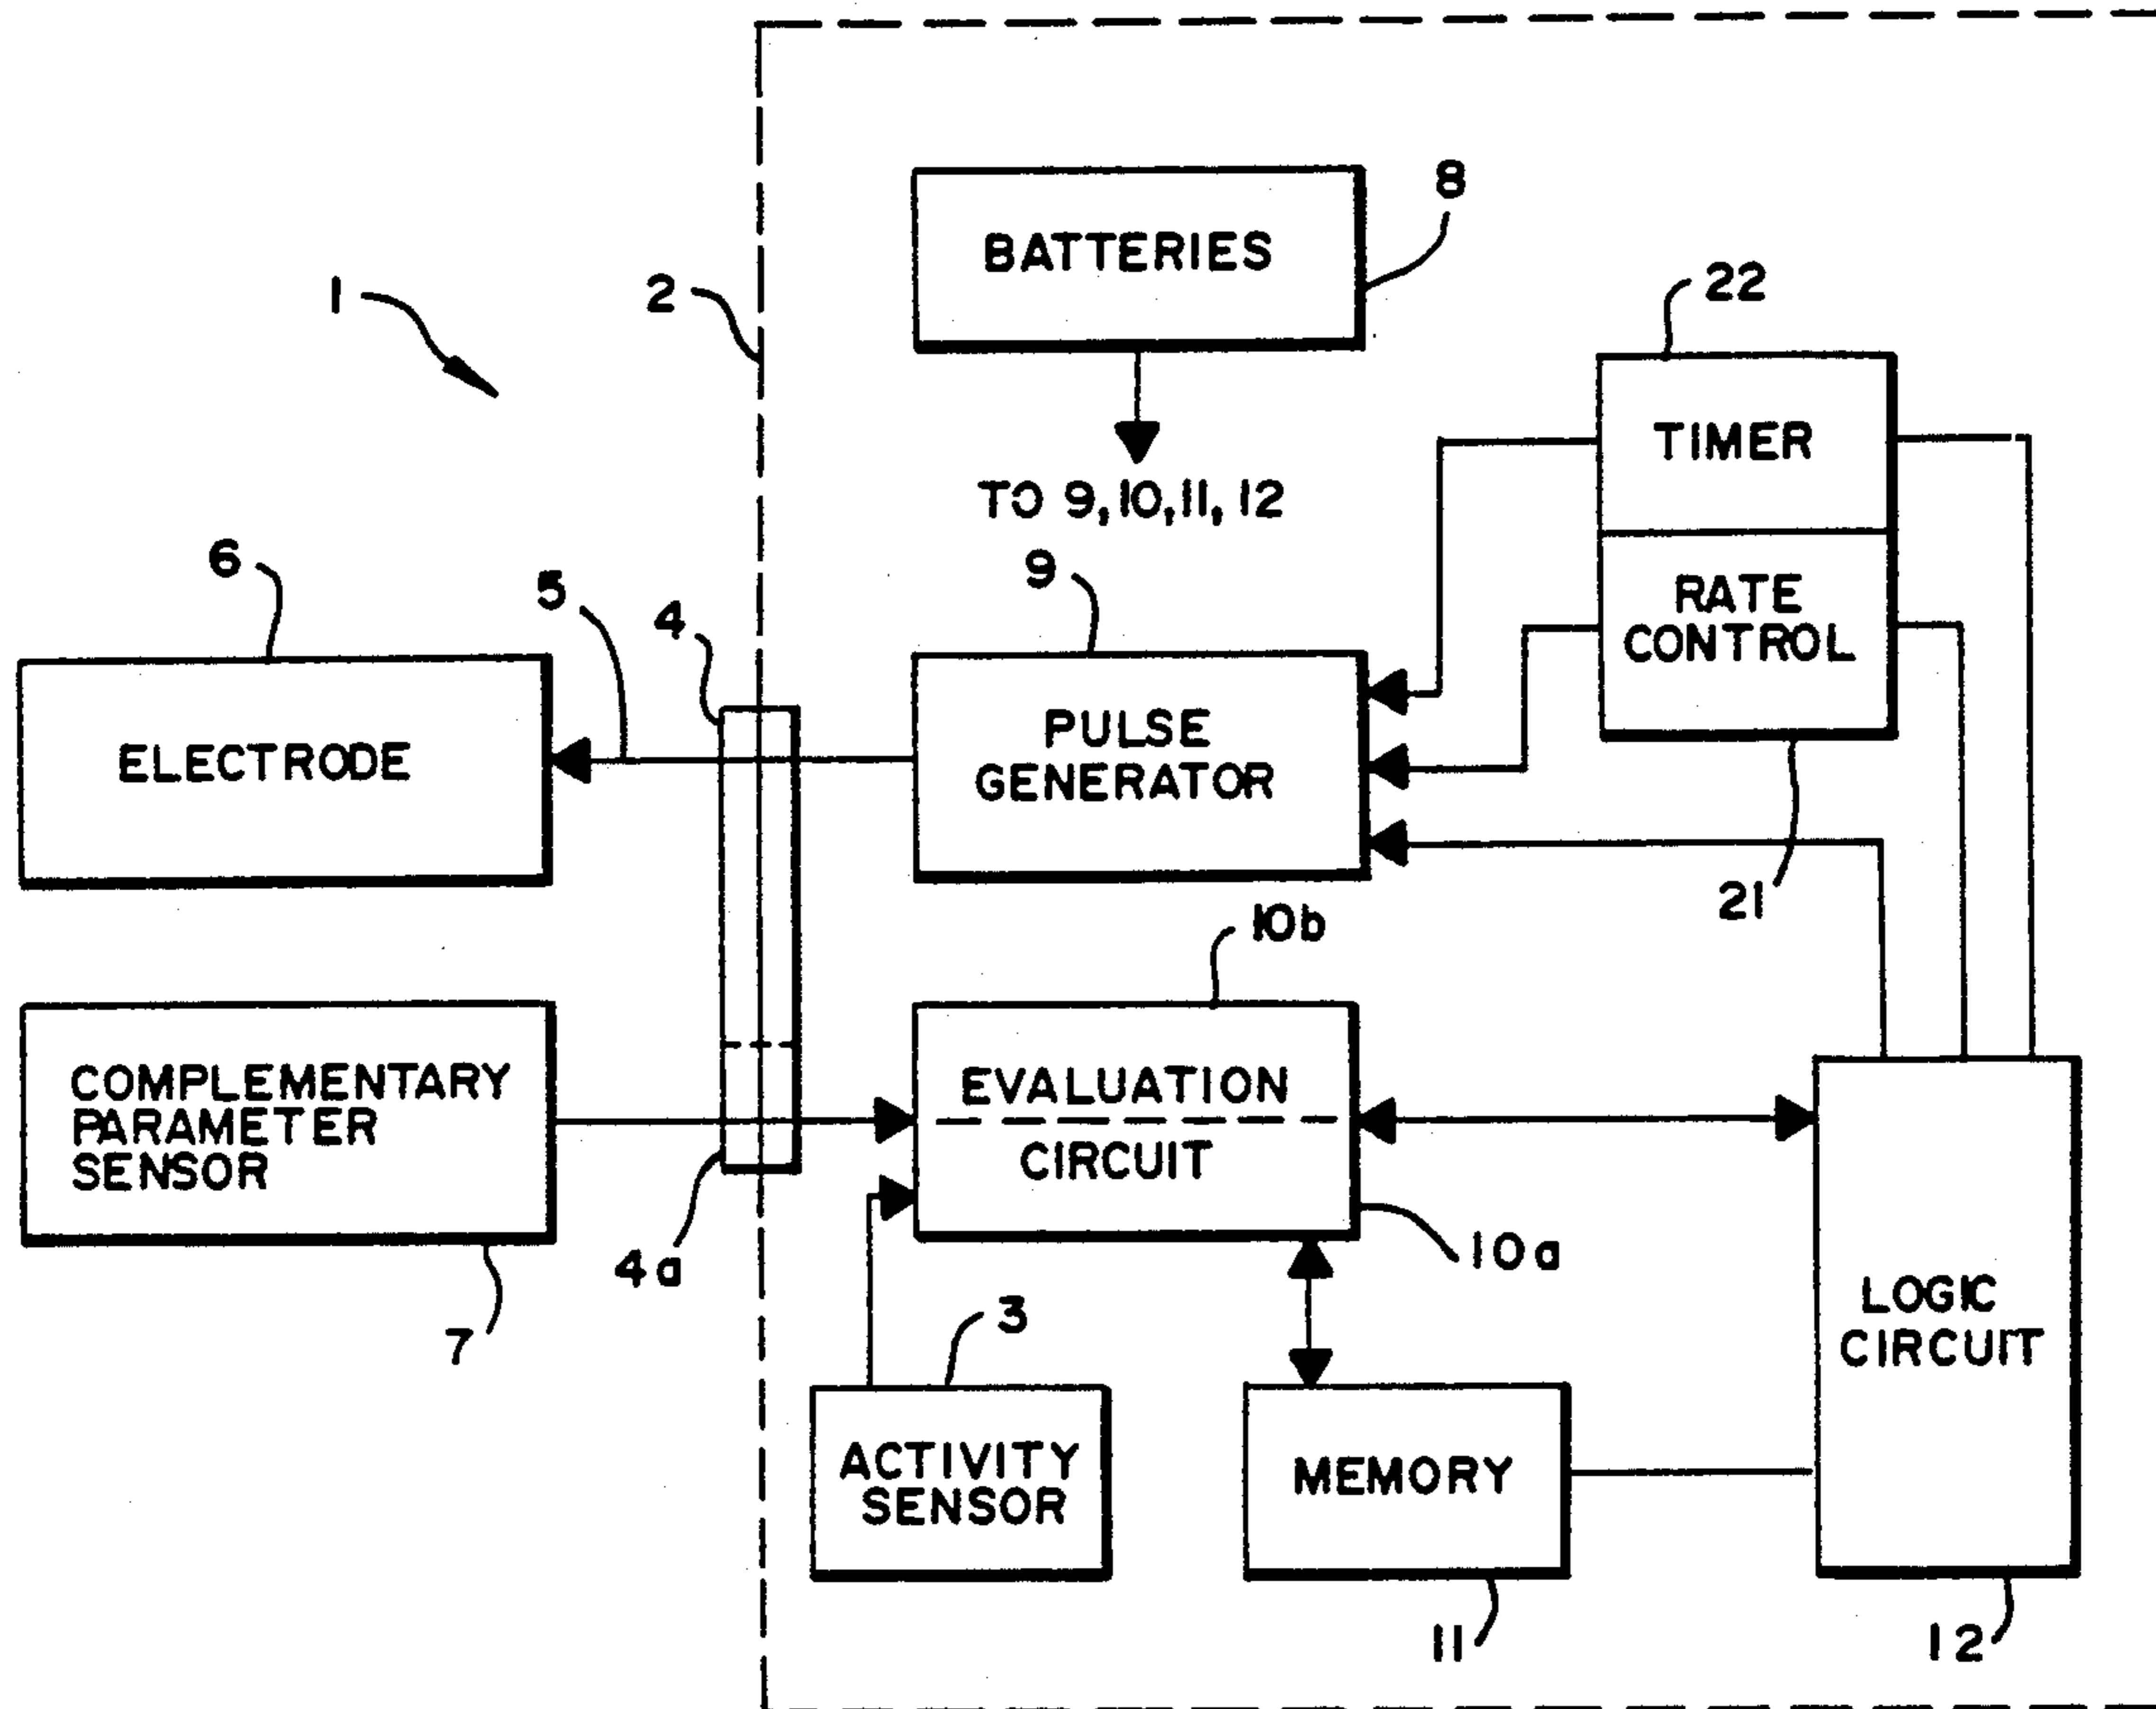 8
BATTERIES
1
2
22
TIMER
TO 9,10,11, 12
6
5
4
9
RATE
CONTROL
ELECTRODE
PULSE
GENERATOR
21
10b
COMPLEMENTARY
PARAMETER
SENSOR
EVALUATION
CIRCUIT
4a
10a
7
3
LOGIC
CIRCUIT
ACTIVITY
SENSOR
MEMORY
11
12